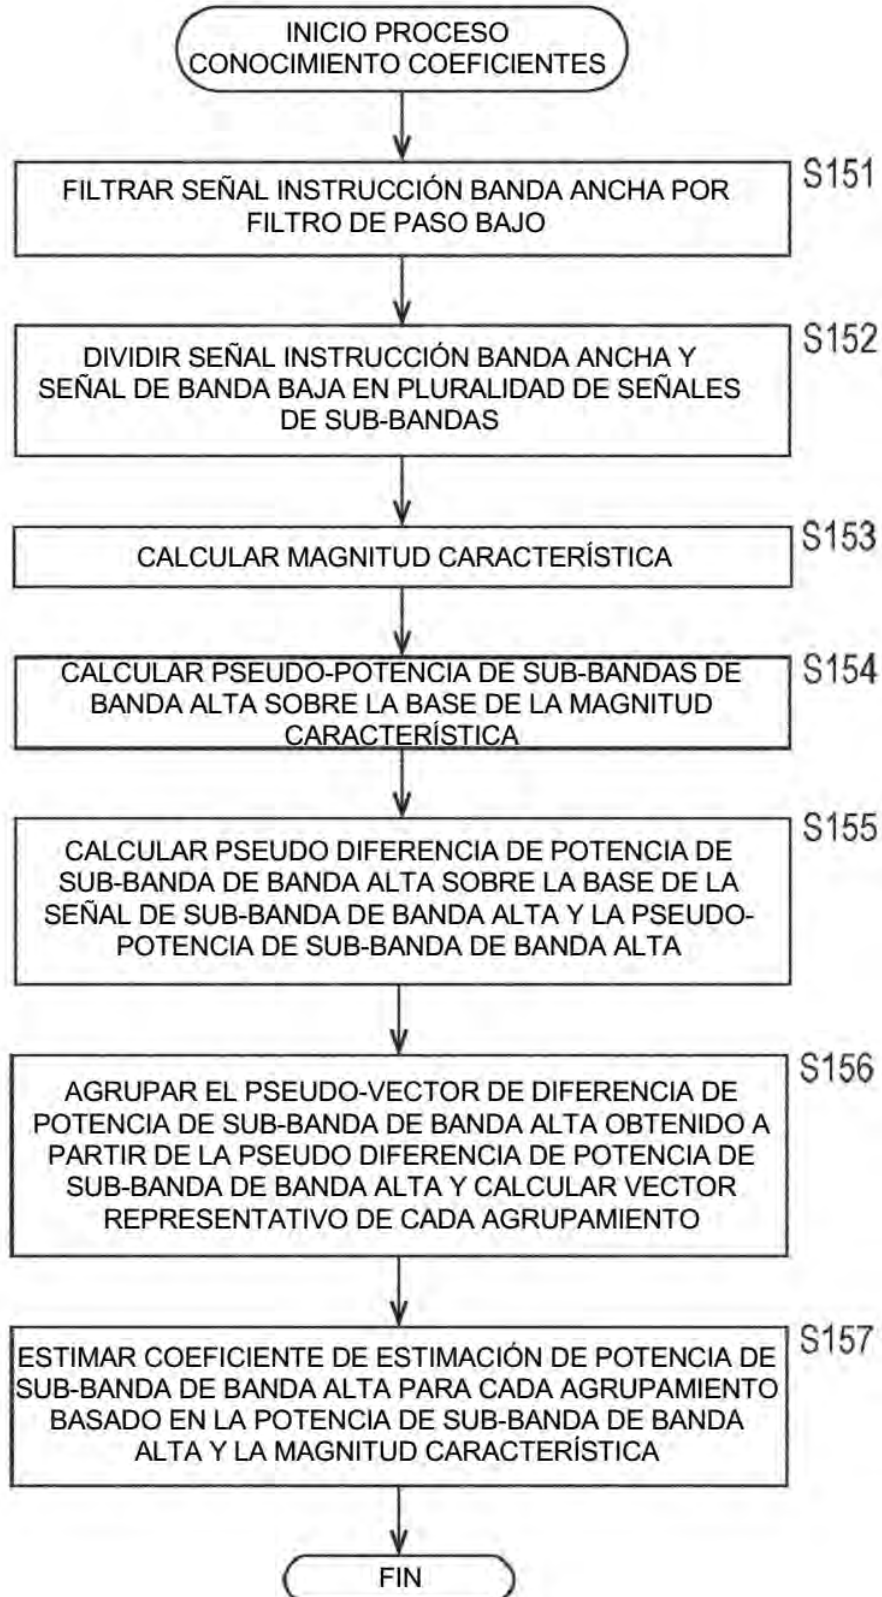 INICIO PROCESO
CONOCIMIENTO COEFICIENTES
S151
FILTRAR SEÑAL INSTRUCCIÓN BANDA ANCHA POR
FILTRO DE PASO BAJO
S152
DIVIDIR SEÑAL INSTRUCCIÓN BANDA ANCHA Y
SEÑAL DE BANDA BAJA EN PLURALIDAD DE SEÑALES
DE SUB-BANDAS
S153
CALCULAR MAGNITUD CARACTERÍSTICA
S154
CALCULAR PSEUDO-POTENCIA DE SUB-BANDAS DE
BANDA ALTA SOBRE LA BASE DE LA MAGNITUD
CARACTERÍSTICA
S155
CALCULAR PSEUDO DIFERENCIA DE POTENCIA DE
SUB-BANDA DE BANDA ALTA SOBRE LA BASE DE LA
SEÑAL DE SUB-BANDA DE BANDA ALTA Y LA PSEUDO-
POTENCIA DE SUB-BANDA DE BANDA ALTA.
S156
AGRUPAR EL PSEUDO-VECTOR DE DIFERENCIA DE
POTENCIA DE SUB-BANDA DE BANDA ALTA OBTENIDO A
PARTIR DE LA PSEUDO DIFERENCIA DE POTENCIA DE
SUB-BANDA DE BANDA ALTA Y CALCULAR VECTOR
REPRESENTATIVO DE CADA AGRUPAMIENTO
S157
ESTIMAR COEFICIENTE DE ESTIMACIÓN DE POTENCIA DE
SUB-BANDA DE BANDA ALTA PARA CADA AGRUPAMIENTO
BASADO EN LA POTENCIA DE SUB-BANDA DE BANDA
ALTA Y LA MAGNITUD CARACTERÍSTICA
FIN